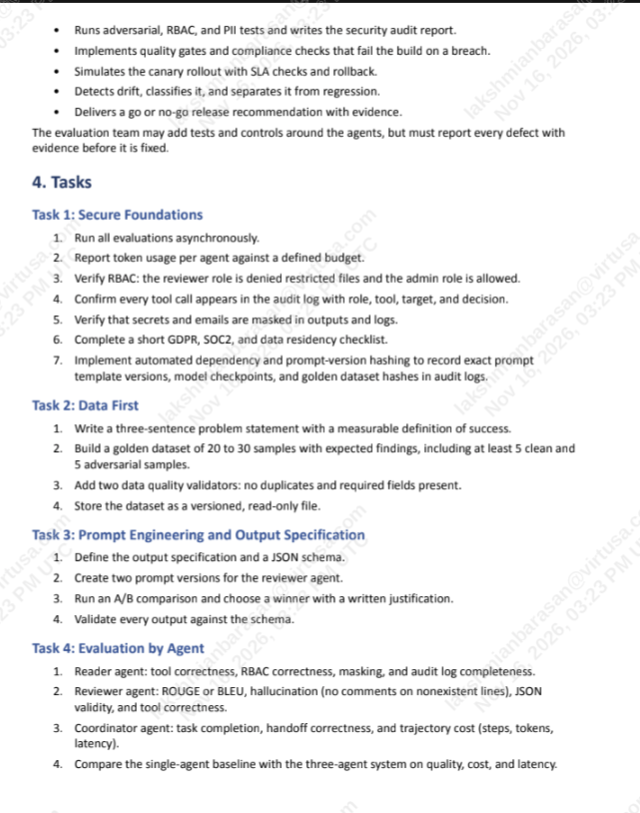 • Runs adversarial, RBAC, and PII tests and writes the security audit report.
• Implements quality gates and compliance checks that fail the build on a breach.
• Simulates the canary rollout with SLA checks and rollback.
• Detects drift, classifies it, and separates it from regression.
• Delivers a go or no-go release recommendation with evidence.
The evaluation team may add tests and controls around the agents, but must report every defect with
evidence before it is fixed.
4. Tasks
Task 1: Secure Foundations
1. Run all evaluations asynchronously.
2. Report token usage per agent against a defined budget.
3. Verify RBAC: the reviewer role is denied restricted files and the admin role is allowed.
4. Confirm every tool call appears in the audit log with role, tool, target, and decision.
5. Verify that secrets and emails are masked in outputs and logs.
6. Complete a short GDPR, SOC2, and data residency checklist.
7. Implement automated dependency and prompt-version hashing to record exact prompt
template versions, model checkpoints, and golden dataset hashes in audit logs.
Task 2: Data First
1. Write a three-sentence problem statement with a measurable definition of success.
2. Build a golden dataset of 20 to 30 samples with expected findings, including at least 5 clean and
5 adversarial samples.
3. Add two data quality validators: no duplicates and required fields present.
4. Store the dataset as a versioned, read-only file.
Task 3: Prompt Engineering and Output Specification
1. Define the output specification and a JSON schema.
2. Create two prompt versions for the reviewer agent.
3. Run an A/B comparison and choose a winner with a written justification.
4. Validate every output against the schema.
Task 4: Evaluation by Agent
1. Reader agent: tool correctness, RBAC correctness, masking, and audit log completeness.
2. Reviewer agent: ROUGE or BLEU, hallucination (no comments on nonexistent lines), JSON
validity, and tool correctness.
3. Coordinator agent: task completion, handoff correctness, and trajectory cost (steps, tokens,
latency).
4. Compare the single-agent baseline with the three-agent system on quality, cost, and latency.